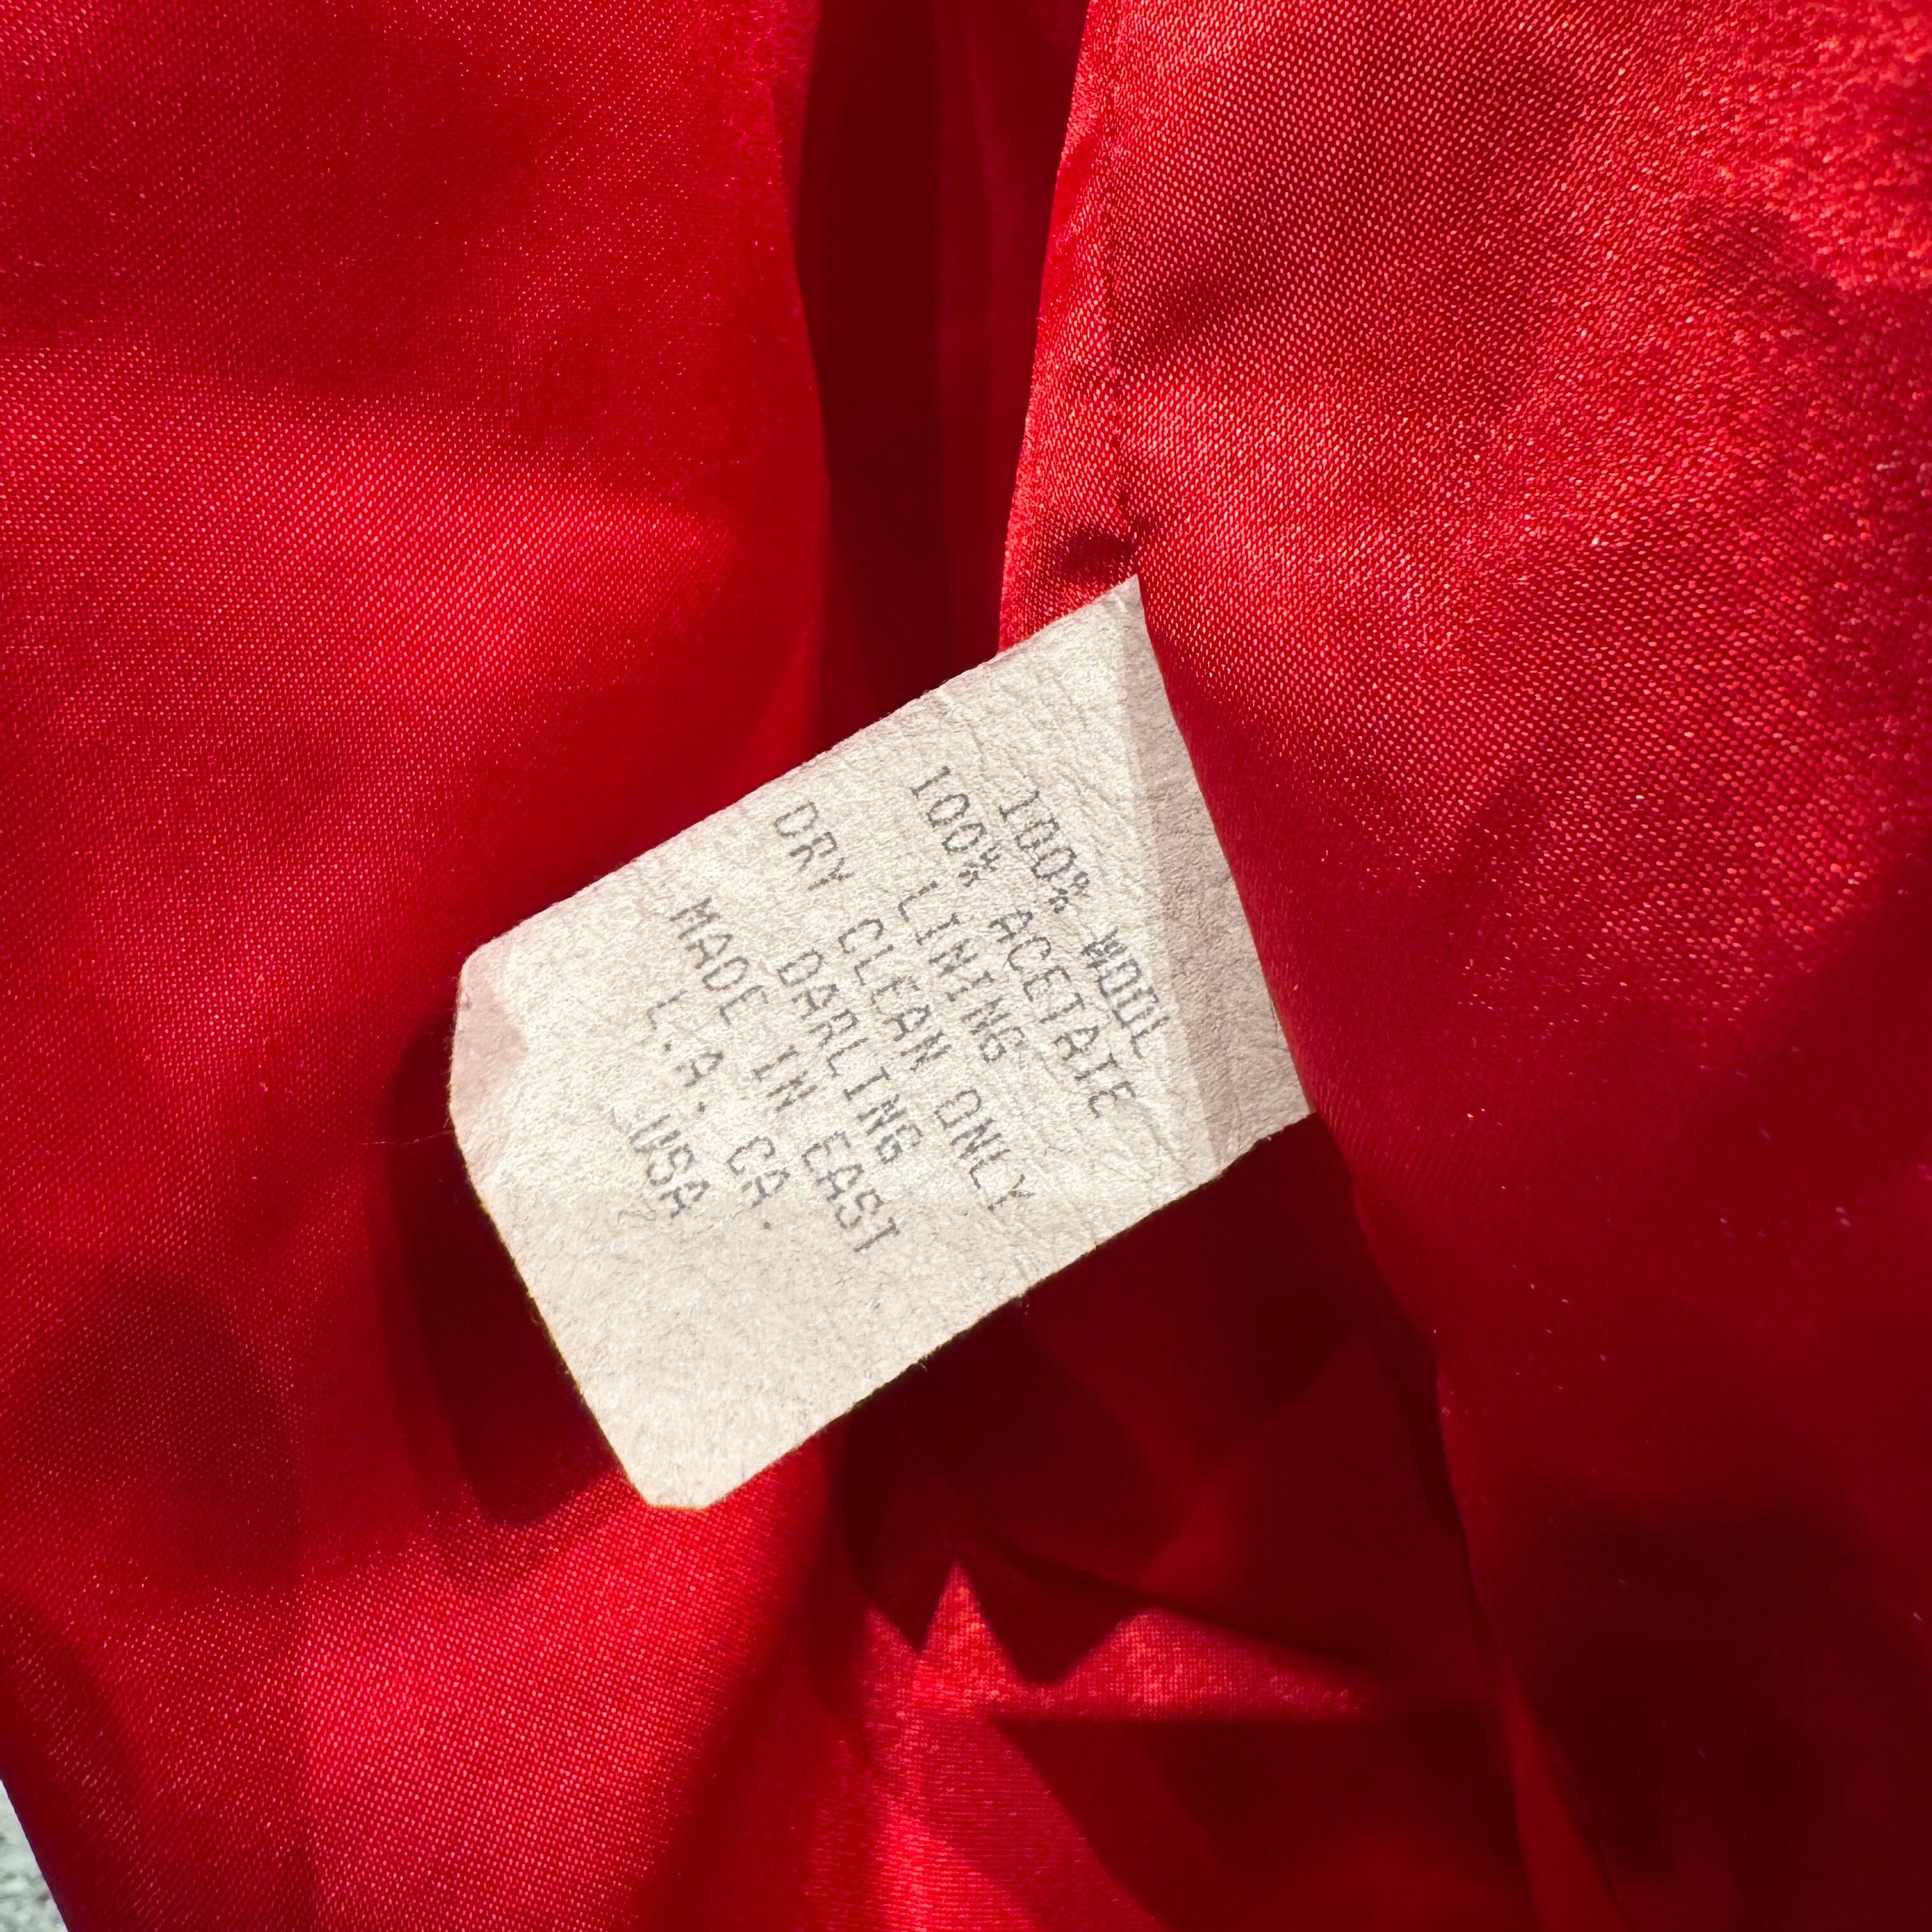 100% WOOL
100% ACETATE
LINING
DRY CLEAN ONLY
DARLING
MADE IN EAST
L.A. CA.
USA